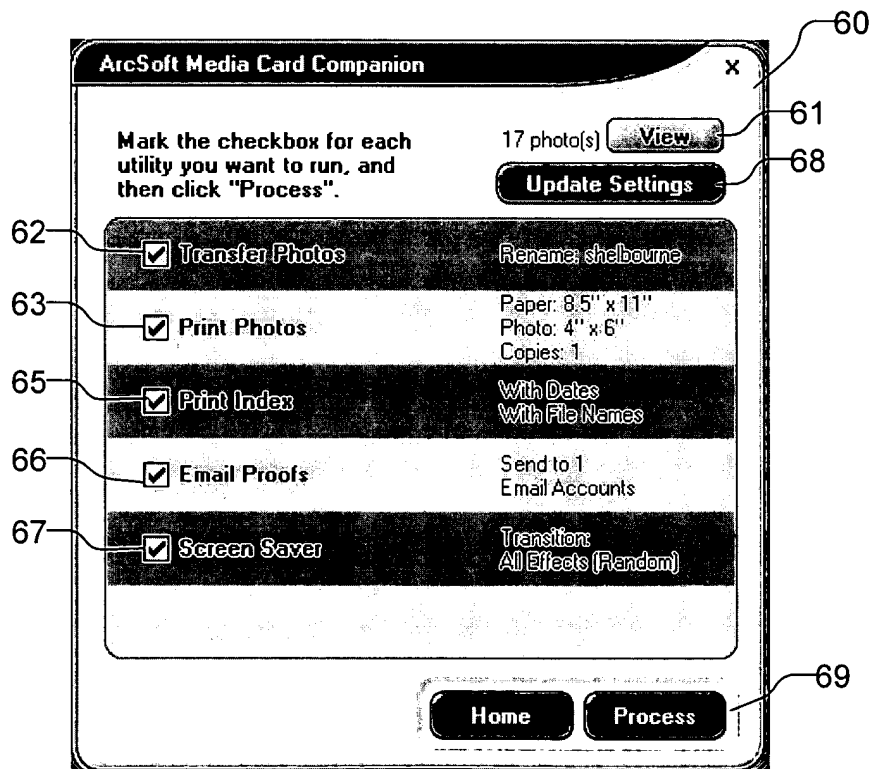 60
ArcSoft Media Card Companion
x
61
17 photo(s) View
Mark the checkbox for each
utility you want to run, and
then click "Process".
68
Update Settings
62
Transfer Photos
Rename: shelbourne
63
Print Photos
Paper: 8.5" x 11"
Photo: 4" x 6"
Copies: 1
65
Print Index
With Dates
With File Names
66
Email Proofs
Send to 1
Email Accounts
67
Screen Saver
Transition:
All Effects (Random)
69
Home
Process